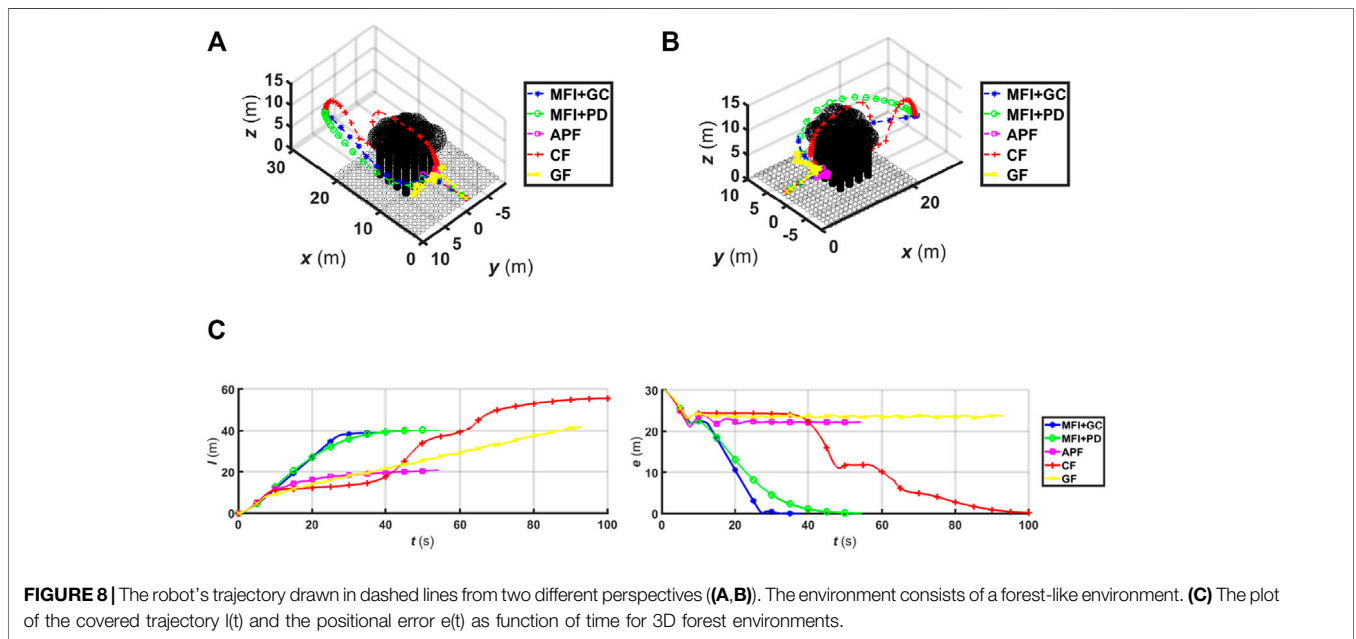 A
z (m)
15
10
5
0
30
20
10
0
x (m)
10
5
0
-5
y (m)
MFI+GC
MFI+PD
APF
CF
GF
B
z (m)
15
10
5
0
10
5
0
-5
y (m)
0
20
x (m)
MFI+GC
MFI+PD
APF
CF
GF
C
l (m)
60
40
20
0
0 20 40 60 80 100
t (s)
e (m)
30
20
10
0
0 20 40 60 80 100
t (s)
MFI+GC
MFI+PD
APF
CF
GF
FIGURE 8 | The robot's trajectory drawn in dashed lines from two different perspectives ((A,B)). The environment consists of a forest-like environment. (C) The plot
of the covered trajectory l(t) and the positional error e(t) as function of time for 3D forest environments.